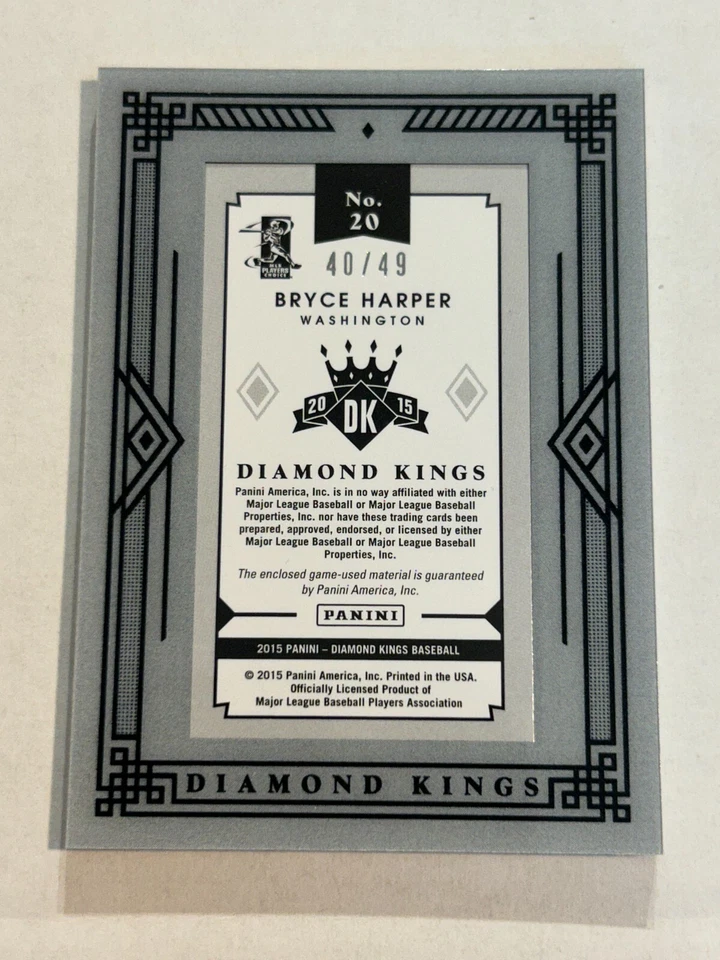 No.
20
MLB
PLAYERS
CHOICE
40/49
BRYCE HARPER
WASHINGTON
20 DK 15
DIAMOND KINGS
Panini America, Inc. is in no way affiliated with either
Major League Baseball or Major League Baseball
Properties, Inc. nor have these trading cards been
prepared, approved, endorsed, or licensed by either
Major League Baseball or Major League Baseball
Properties, Inc.
The enclosed game-used material is guaranteed
by Panini America, Inc.
PANINI
2015 PANINI – DIAMOND KINGS BASEBALL
© 2015 Panini America, Inc. Printed in the USA.
Officially Licensed Product of
Major League Baseball Players Association
DIAMOND KINGS